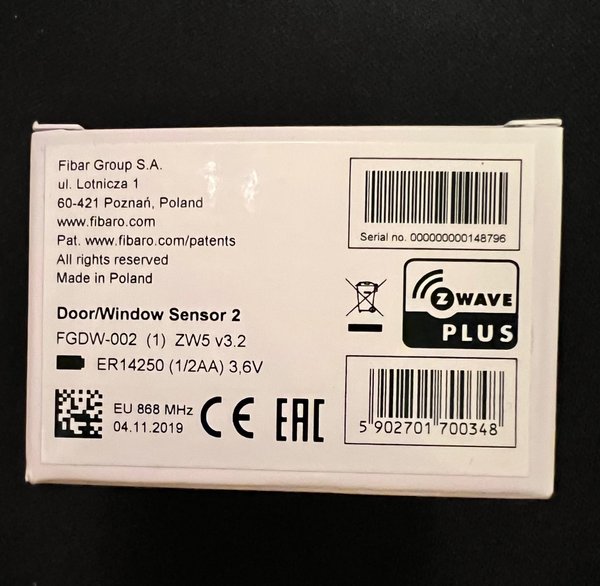 Fibar Group S.A.
ul. Lotnicza 1
60-421 Poznań, Poland
www.fibaro.com
Pat. www.fibaro.com/patents
All rights reserved
Made in Poland
Serial no. 000000000148796
Door/Window Sensor 2
FGDW-002 (1) ZW5 v3.2
ER14250 (1/2AA) 3,6V
Z WAVE
PLUS
EU 868 MHz
04.11.2019
CE EAC
5 902701 700348